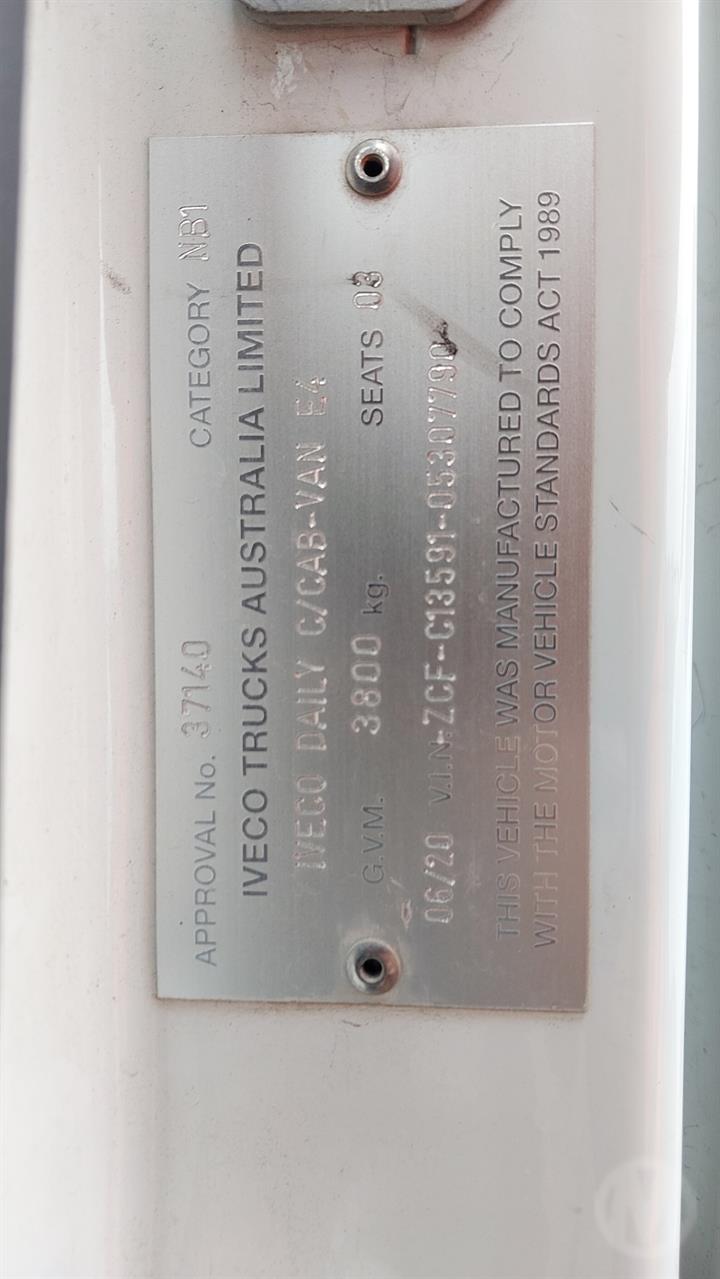 APPROVAL No. 37140 CATEGORY NB1
IVECO TRUCKS AUSTRALIA LIMITED
IVECO DAILY C/CAB-VAN E4
G.V.M. 3800 kg. SEATS 03
06/20 V.I.N. ZCF-C13591-05307790
THIS VEHICLE WAS MANUFACTURED TO COMPLY
WITH THE MOTOR VEHICLE STANDARDS ACT 1989
M